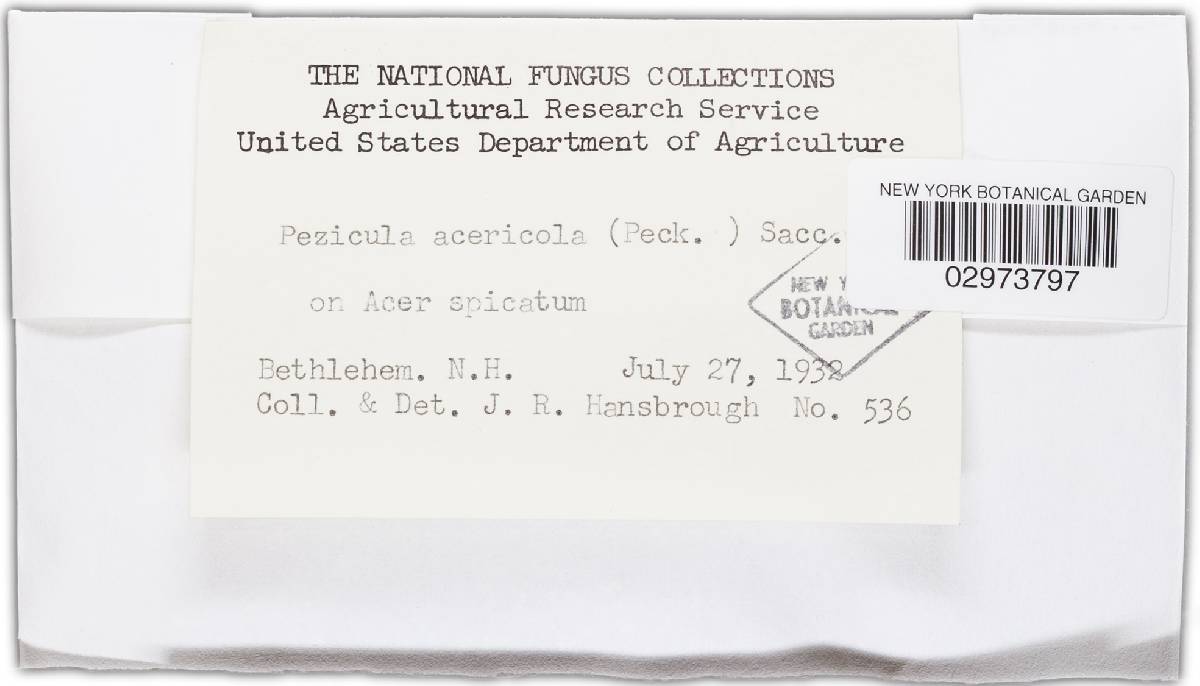 THE NATIONAL FUNGUS COLLECTIONS
Agricultural Research Service
United States Department of Agriculture
NEW YORK BOTANICAL GARDEN
02973797
Pezicula acericola (Peck. ) Sacc.
on Acer spicatum
NEW
BOTANICAL
GARDEN
Bethlehem. N.H. July 27, 1932
Coll. & Det. J. R. Hansbrough No. 536